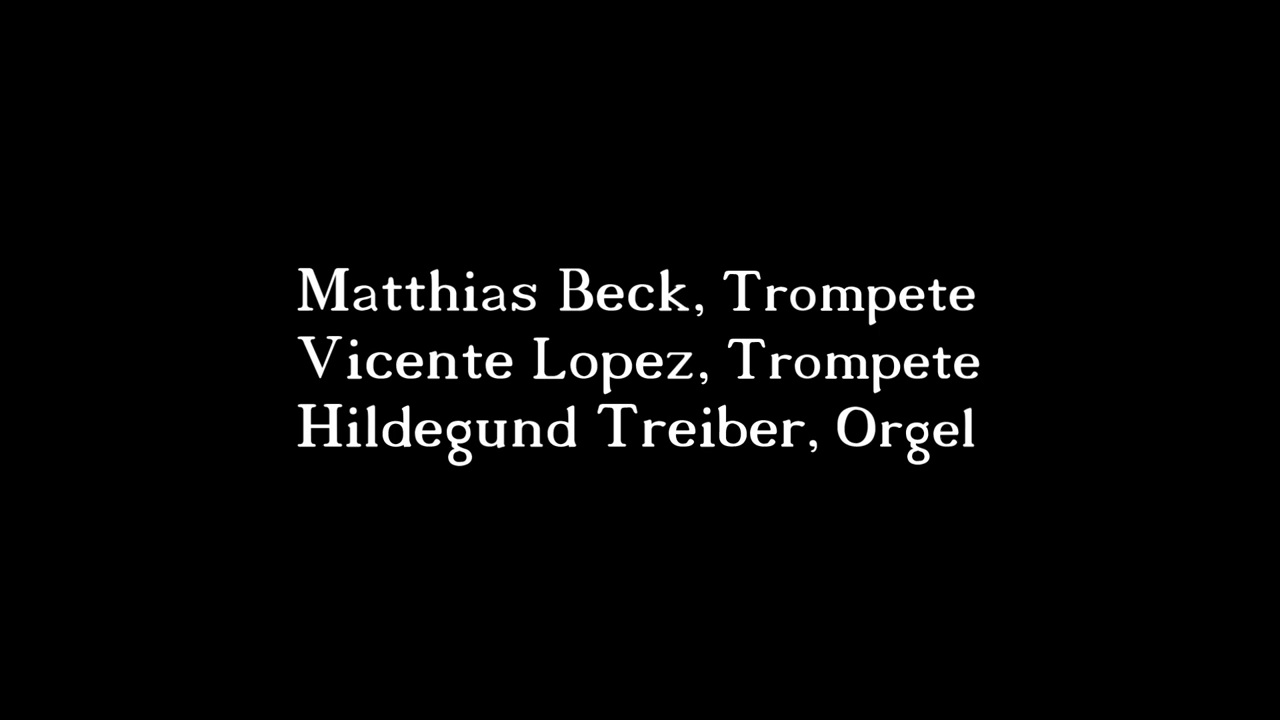 Matthias Beck, Trompete
Vicente Lopez, Trompete
Hildegund Treiber, Orgel